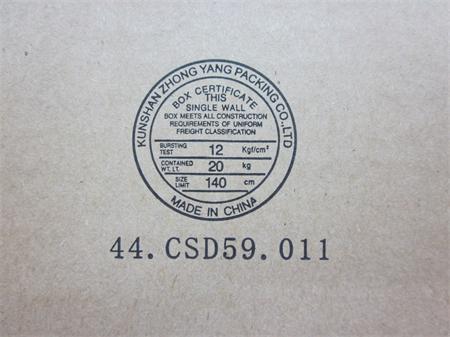 KUNSHAN ZHONG YANG PACKING CO.,LTD
BOX CERTIFICATE
THIS
SINGLE WALL
BOX MEETS ALL CONSTRUCTION
REQUIREMENTS OF UNIFORM
FREIGHT CLASSIFICATION
BURSTING TEST 12 Kgf/cm²
CONTAINED WT. LT. 20 kg
SIZE LIMIT 140 cm
MADE IN CHINA
44.CSD59.011